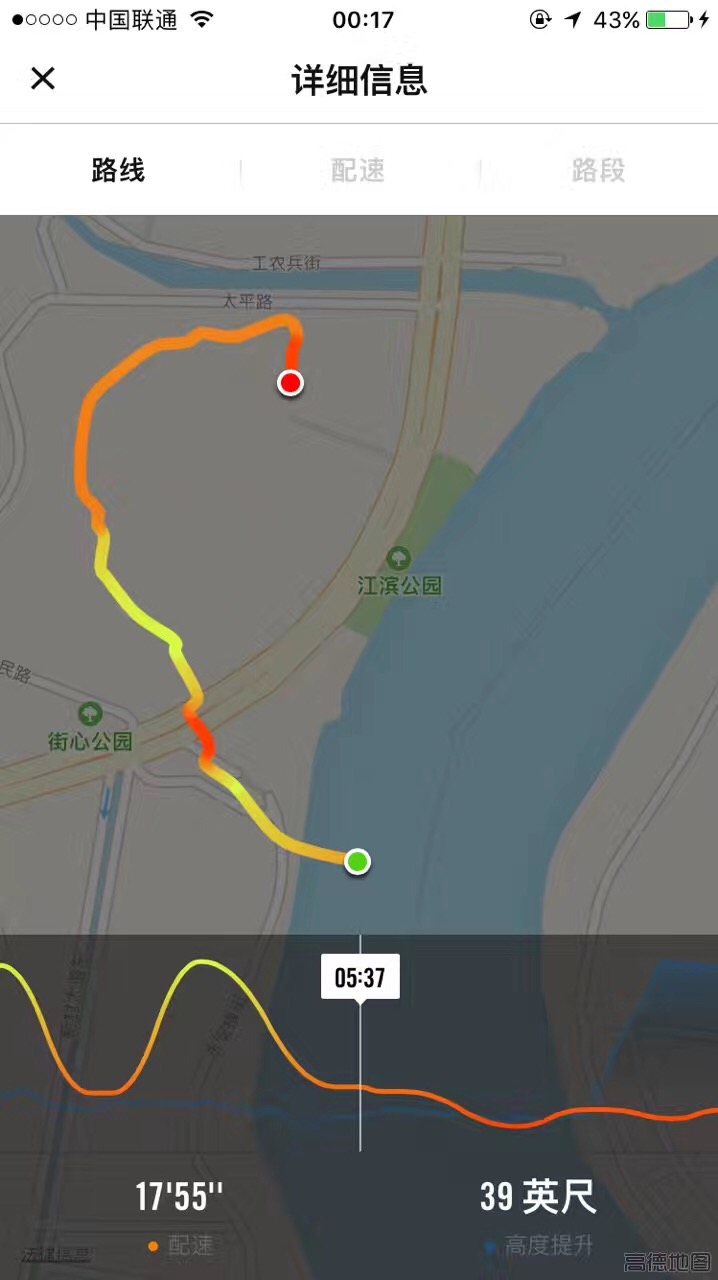 中国联通 00:17 43%
详细信息
路线 配速 路段
工农兵街
太平路
江滨公园
民路
街心公园
05:37
17'55" 39 英尺
配速 高度提升
法律信息 高德地图